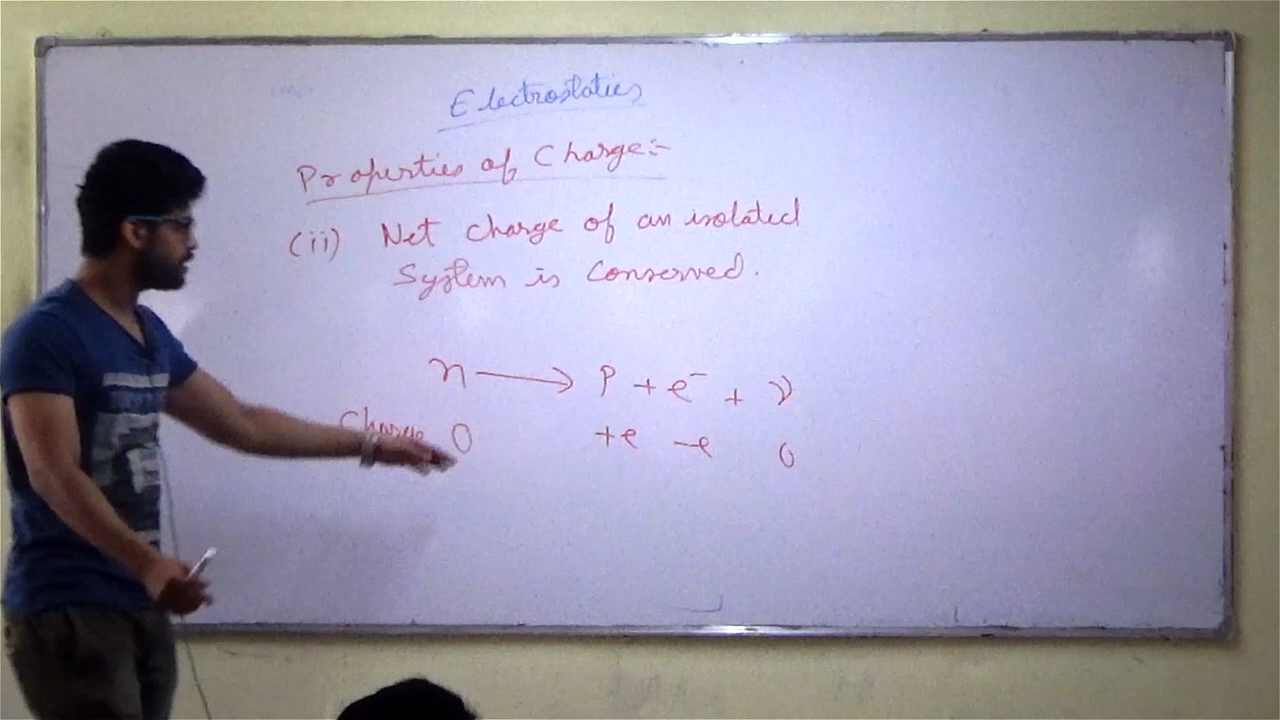 Electrostatics
Properties of Charge:-
(ii) Net charge of an isolated
System is Conserved.
n ⟶ P + e⁻ + ν
Charge 0 +e -e 0